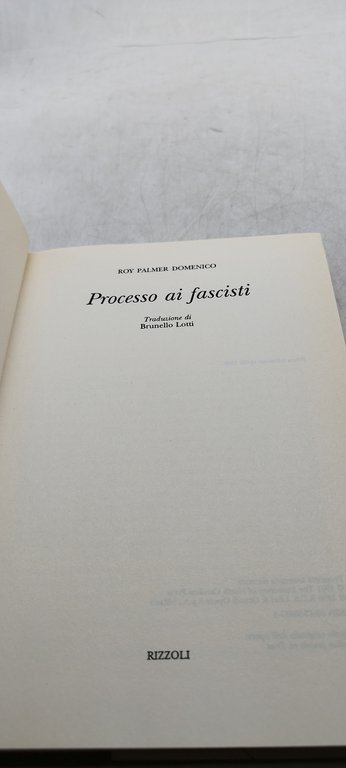 ROY PALMER DOMENICO
Processo ai fascisti
Traduzione di
Brunello Lotti
RIZZOLI